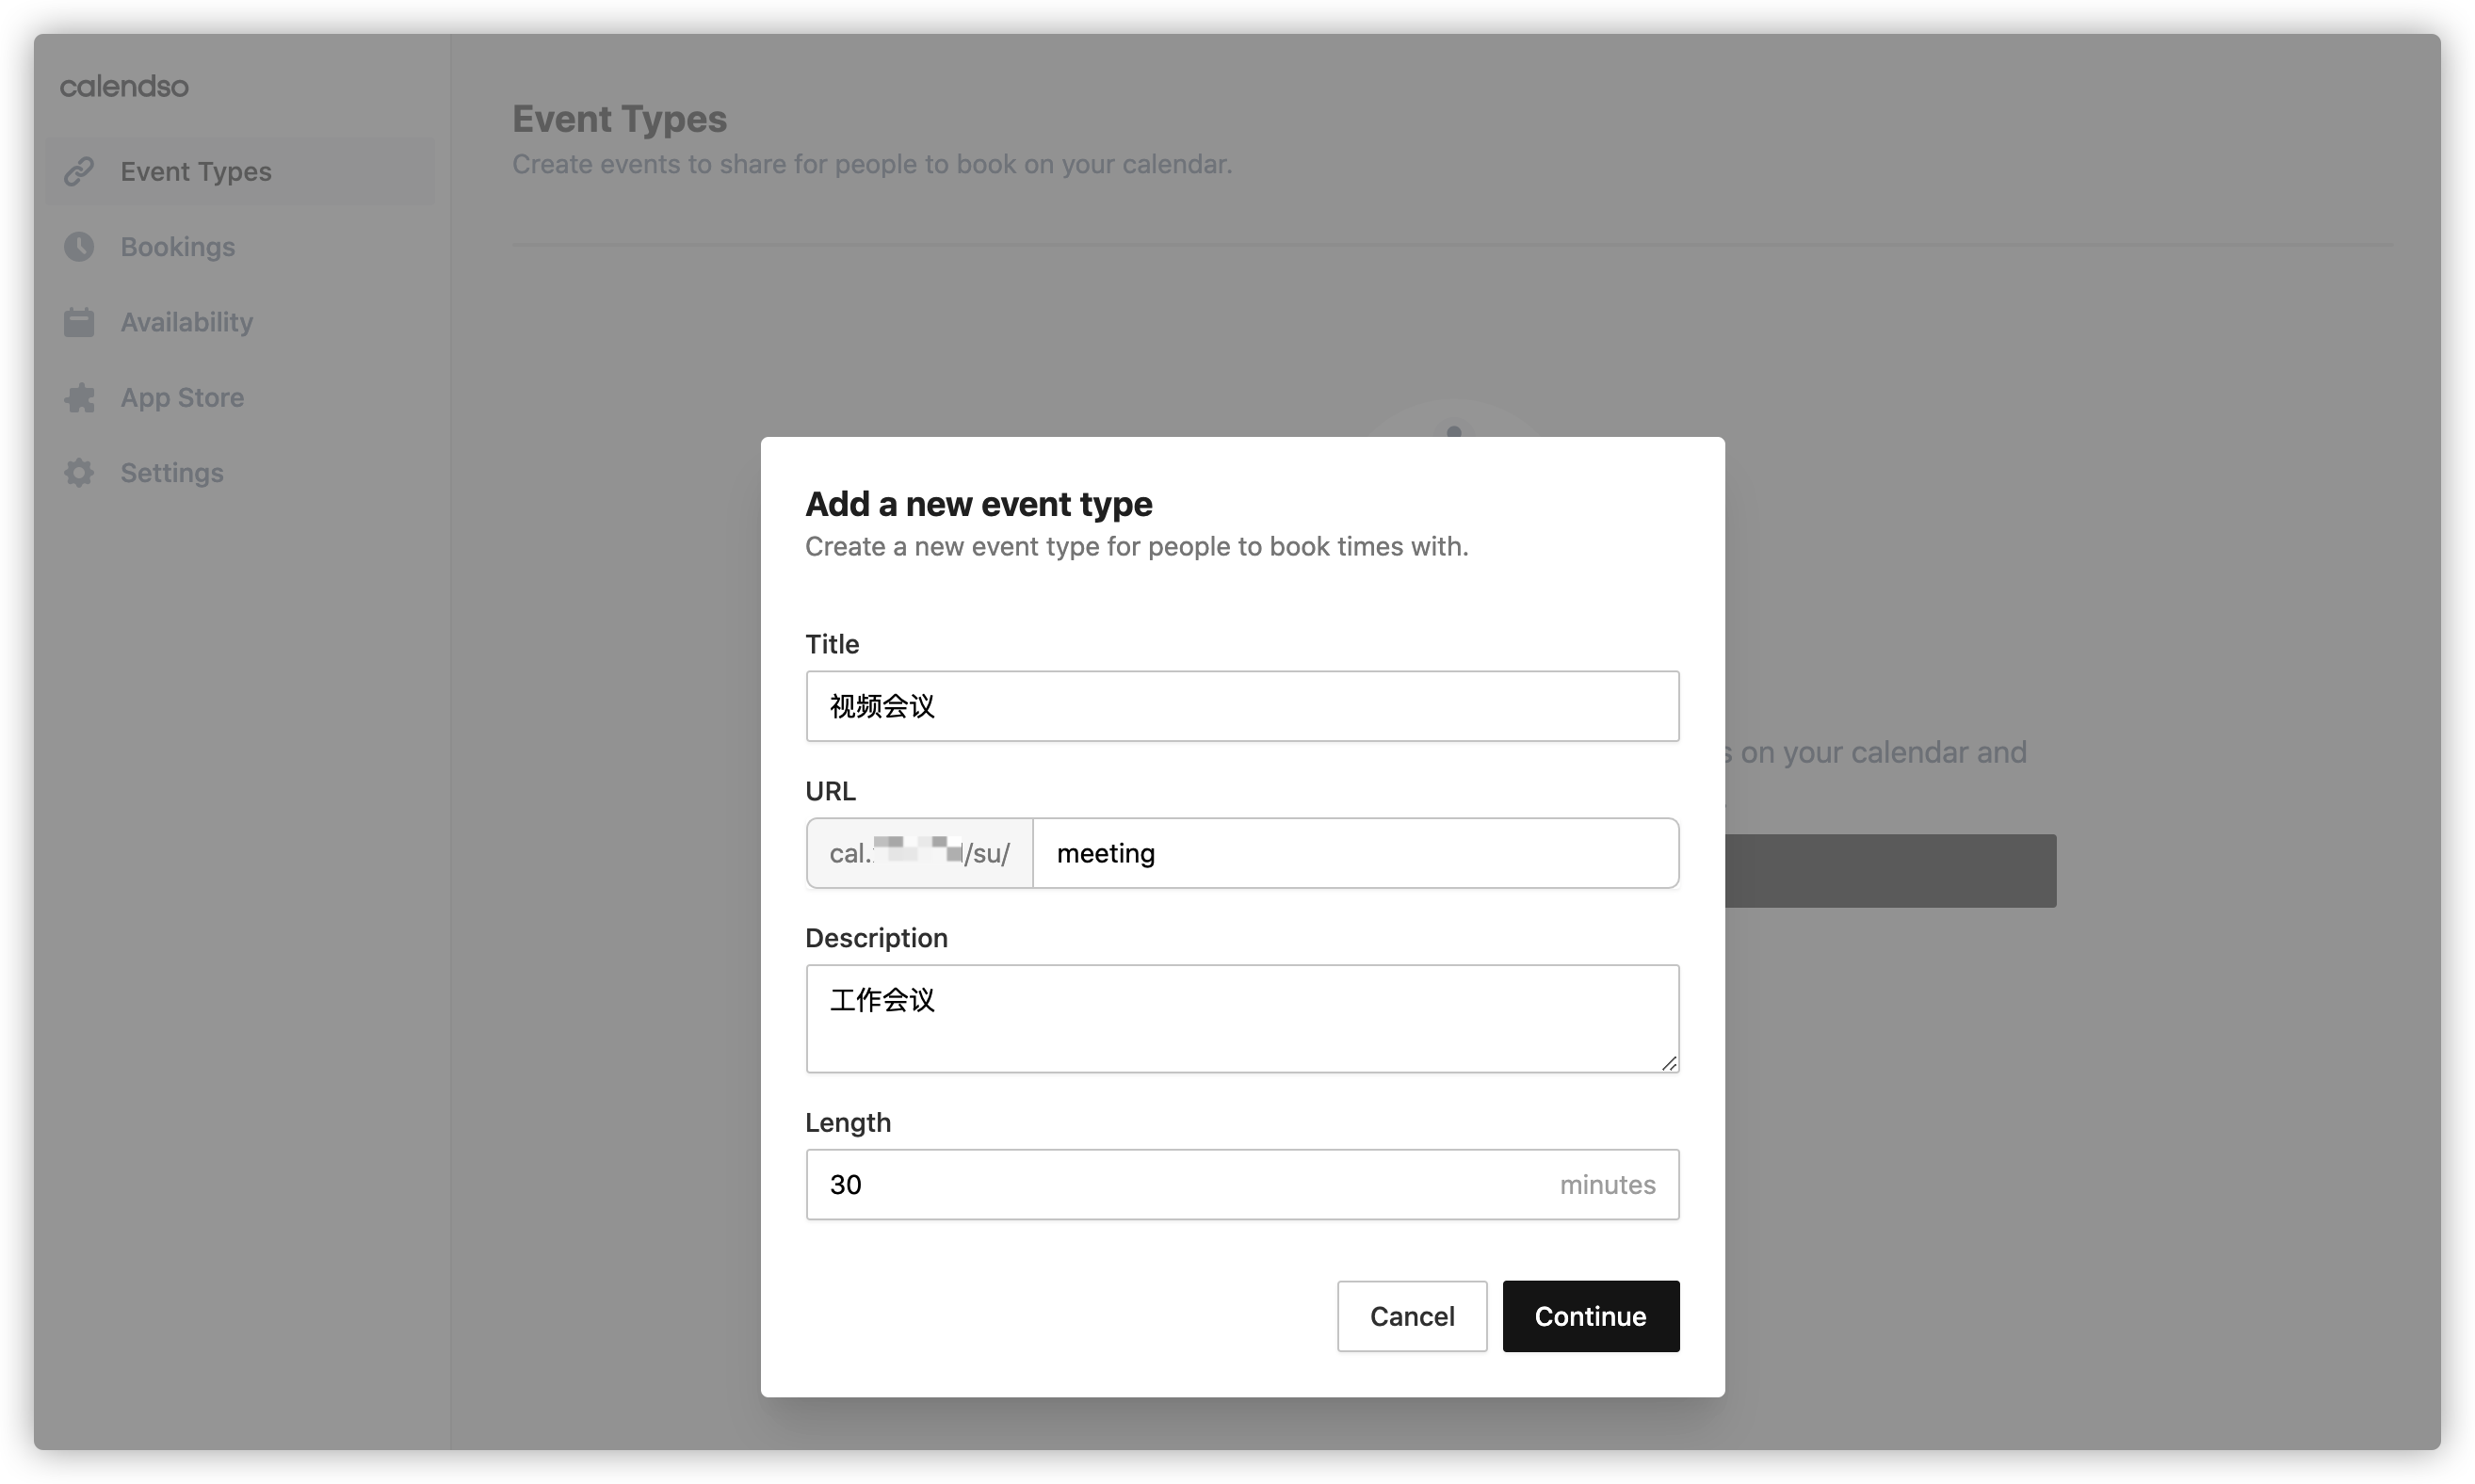 calendso
Event Types
Bookings
Availability
App Store
Settings
Event Types
Create events to share for people to book on your calendar.
on your calendar and
Add a new event type
Create a new event type for people to book times with.
Title
视频会议
URL
cal. /su/ meeting
Description
工作会议
Length
30 minutes
Cancel Continue